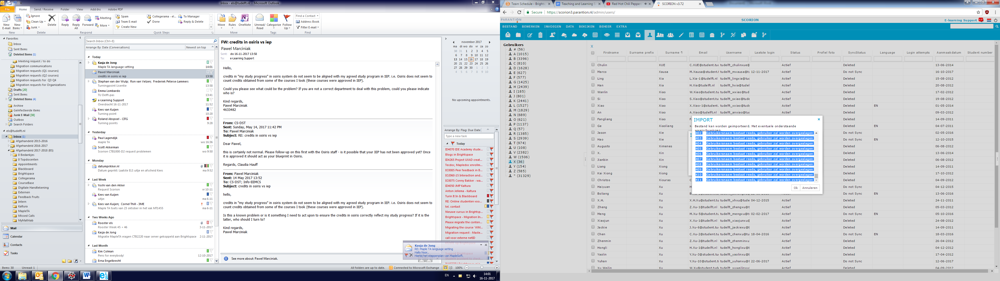 Inbox - els@tudelft.nl - Microsoft Outlook
File Home Send / Receive Folder View Add-Ins Adobe PDF
New E-mail
New Items
Ignore
Clean Up
Junk
Delete
Reply
Reply All
Forward
Meeting
More
Spam
Team E-mail
Create New
Collegerama - el...
Done
To Manager
Reply & Delete
Move
Rules
OneNote
Unread/ Read
Categorize
Follow Up
Find a Contact
Address Book
Filter E-mail
New Delete Respond Quick Steps Move Tags Find
Favorites
Inbox
Sent Items
Deleted Items (1)
Meeting request / to do
Migration communications
Migration requests (Q1 courses)
Migration requests (Q2 courses)
Migration requests for Q3 Q4
Migration requests for Organizations
Drafts [20]
Sent Items
Deleted Items (4)
Archive
Geïnfecteerde items
Junk E-Mail [38]
Outbox
Search Folders
els@tudelft.nl
Inbox (1)
Afgehandeld 2015-2016
Afgehandeld 2016-2017
Afgehandeld 2017-2018 (BS)
0 Bedankjes
0 Topdocenten
Appointments
Blackboard
Brightspace
Collegerama
CourseBase
Digitale Handtekening
Externen
Feedback Fruits
Intern
Kaltura
MapleTA
Missed Calls
MyMathlab
Mail
Calendar
Contacts
Tasks
Items: 30 Unread: 1
Search Inbox (Ctrl+E)
Arrange By: Date (Conversations) Newest on top
Today
Kasja de Jong
Maple TA language setting 14:01
Pawel Marciniak
credits in osiris vs iep 13:58
Stephan van der Wulp; Ron van Velzen; Frederiek Peterse-Lammers
Turningpoint Licentie 13:58
Emma Lombardo
TU Delft-pas 13:41
e-Learning Support
Overdracht 16-11-2017 11:52
Kees van Kuijen
Turning point 10:20
Roland Abspoel - CITG
Turning points 9:28
Yesterday
Paul Lagendijk
maple TA wo 16:36
Scott Akkerman
Scorion CTB1000-D2 request problemen wo 9:50
Monday
datumprikker.nl
Datum geprikt: Laatste ELS uitje en afscheid Kees ma 9:52
Last Week
Yoshi van den Akker
Request Scorion vr 10-11
Kees van Kuijen
uitje: ma 6-11
Kees van Kuijen; Cornel Thill - 3ME
Maple TA toets van 23 oktober in het vak MT1455 ma 6-11
Two Weeks Ago
Rooster els
Rooster Week 45 + 46 3-11-2017
Kasja de Jong
Migratie MapleTA vragen CTB2220 naar server gekoppeld aan Brightspace 2-11-2017
Last Month
Kim Colman
Pens for everybody! 12-10-2017
Erna Engelbrecht
FW: credits in osiris vs iep
Pawel Marciniak
Sent: do 16-11-2017 13:58
To: e-Learning Support
Hello,
credits in "my study progress" in osiris system do not seem to be aligned with my agreed study program in IEP. i.e. Osiris does not seem to
count credits obtained from some of the courses I took (these courses were approved in IEP).
Could you please see what could be the problem? If you are not a correct department to deal with this problem, could you please indicate
who is?
Kind regards,
Pawel Marciniak
4633482
From: CS-DST
Sent: Sunday, May 14, 2017 11:42 PM
To: Pawel Marciniak
Subject: RE: credits in osiris vs iep
Dear Pawel,
this is certainly not normal. Please follow-up on this first with the Osiris staff - is it possible that your IEP has not been approved yet? Once
it is approved it should act as your blueprint in Osiris.
Regards, Claudia Hauff
From: Pawel Marciniak
Sent: 14 May 2017 13:52
To: CS-DST; Info-EEMCS
Subject: credits in osiris vs iep
hello,
credits in "my study progress" in osiris system do not seem to be aligned with my agreed study program in IEP. i.e. Osiris does not seem to
count credits obtained from some of the courses I took (these courses were approved in IEP).
Is this a known problem or is it something I need to act upon to ensure the credits in osiris correctly reflect my study progress? If it is the
latter, who should I turn to?
Kind regards,
Pawel Marciniak
See more about: Pawel Marciniak.
Kasja de Jong
RE: Maple TA language setting
Hallo Noor,
Hierbij het stappenplan van MapleSoft.
All folders are up to date. Connected to Microsoft Exchange 100%
november 2017
ma di wo do vr za zo
30 31 1 2 3 4 5
6 7 8 9 10 11 12
13 14 15 16 17 18 19
20 21 22 23 24 25 26
27 28 29 30 1 2 3
4 5 6 7 8 9 10
No upcoming appointments.
Arrange By: Flag: Due Date
Type a new task
Today
ID4070 IDE Academy stude...
Blogs in Brightspace
ID4265 Project UXAD creat...
Tecdoc, Mapledoc enrollm...
IO3085 Peer feedback in B...
IO2060-15 Interaction and...
IO3075 Conny Bakker - wa...
ID4050 JMP Kaltura
Anton Jellema - Kaltura
Turn It In & Blackboard
RE: Online studenten voo...
tel. contact
Nieuwe cursus in Brightsp...
Brightspace - Migration In...
Please migrate the conten...
Migrating the course 'WM...
Migration request - Maste...
call voor externe netID
EN
14:01
16-11-2017
Team Schedule - Brights
Teaching and Learning S
Red Hot Chili Peppers
SCORION v3.72
Secure https://scorion3.parantion.nl/admin/users/
PARANTION SCORION E-learning Support 17
BESTAND BEWERKEN INVOEGEN DATA BEKIJKEN BEHEER EXTRA
Gebruikers
# (56)
A (1015)
B (3396)
C (810)
D (1628)
E (627)
F (577)
G (1425)
H (2439)
I (185)
J (801)
K (2441)
L (1527)
M (1829)
N (689)
O (621)
P (1137)
Q (57)
R (1385)
S (2939)
T (974)
U (108)
V (2382)
W (1506)
X (36)
Y (154)
Z (585)
* (31329)
X
Firstname Surname prefix Surname Email Username Laatste login Status Profiel foto SyncStatus Language Login attempts Aanmaakdatum Student number
Chulin XUE C.XUE@student.tu tudelft_chulinxue@ Actief Deleted 13-06-2014
Marco Xausa M.Xausa@student.t tudelft_mxausa@tu 12-11-2017 Actief Do not Sync 16-10-2017
Ling Xia L.Xia-1@tudelft.nl tudelft_lingxia@tuc Actief Deleted 15-08-2012
Han Xia H.Xia@tudelft.nl tudelft_hxia@tudel Actief Deleted 20-08-2012
Wanlin Xiao W.Xiao@student.tu tudelft_wxiao@tud Actief Deleted 17-02-2012
Si Xiao S.Xiao@student.tu tudelft_sxiao@tude Actief Deleted 19-08-2012
Xiao Xiao X.Xiao-1@student. tudelft_xxiao@tude Actief Deleted EN 01-05-2014
An Xiao A.Xiao@tudelft.nl tudelft_anxiao@tu Actief Deleted 09-03-2012
Fangliang Xiao Deleted 14-09-2011
Ge Xiaoliang Deleted EN 04-07-2011
Jason Xie Do not Sync 02-05-2016
Hao Xie Do not Sync EN 12-10-2015
Augusto Ximenes Deleted 06-08-2012
X. Xin Deleted 13-06-2014
Jianbin Xin Deleted 06-08-2012
Liang Xiong Deleted 14-09-2011
Kai Xiong Xiong Deleted 17-10-2012
Christos Xiouras Deleted 04-09-2012
Haiyuan Xu Do not Sync 04-12-2015
Boliang Xu Do not Sync EN 13-06-2016
X.H. Xu X.H.Xu@student.tu tudelft_xhxu@tude 04-12-2015 Actief Deleted 24-11-2011
Zheng Xu Z.Xu-1@tudelft.nl tudelft_zhengxu@t Actief Deleted 05-03-2012
Meng Xu M.Xu-5@student.tu tudelft_mengxu@tu 02-02-2017 Actief Do not Sync EN 05-10-2016
Xiaojun Xu X.Xu-1@tudelft.nl tudelft_xiaojunxu@ Actief Deleted 24-08-2012
Jackie Xu J.Xu-6@student.tu tudelft_jackiexu@t Actief Deleted 14-09-2011
Chen Xu C.Xu-2@student.tu tudelft_chenxu@tu 18-04-2016 Actief Do not Sync EN 18-03-2016
Zhenmin Xu Z.Xu-2@tudelft.nl tudelft_zhenminxu Actief Deleted 26-04-2012
Hongli Xu H.Xu-1@tudelft.nl tudelft_honglixu@t Actief Deleted 04-12-2012
Yaolin Xu Y.Xu-3@student.tu tudelft_yaolinxu@t Actief Deleted 17-04-2012
Yuhan Xu Y.Xu-10@student.t tudelft_yuhanxu@t 22-06-2017 Actief Do not Sync 12-06-2017
Xu Weilin Xu W.Xu@student.tu tudelft_xuweilin@t Actief Deleted 04-09-2012
IMPORT
Bestand kan worden geimporteerd. Met eventuele onderstaande
waarschuwingen.
402 Gebruikersnaam bestaat reeds, gebruiker zal worden overgeslagen
403 Gebruikersnaam bestaat reeds, gebruiker zal worden overgeslagen
404 Gebruikersnaam bestaat reeds, gebruiker zal worden overgeslagen
405 Gebruikersnaam bestaat reeds, gebruiker zal worden overgeslagen
406 Gebruikersnaam bestaat reeds, gebruiker zal worden overgeslagen
407 Gebruikersnaam bestaat reeds, gebruiker zal worden overgeslagen
408 Gebruikersnaam bestaat reeds, gebruiker zal worden overgeslagen
409 Gebruikersnaam bestaat reeds, gebruiker zal worden overgeslagen
410 Gebruikersnaam bestaat reeds, gebruiker zal worden overgeslagen
411 Gebruikersnaam bestaat reeds, gebruiker zal worden overgeslagen
Ok Annuleren